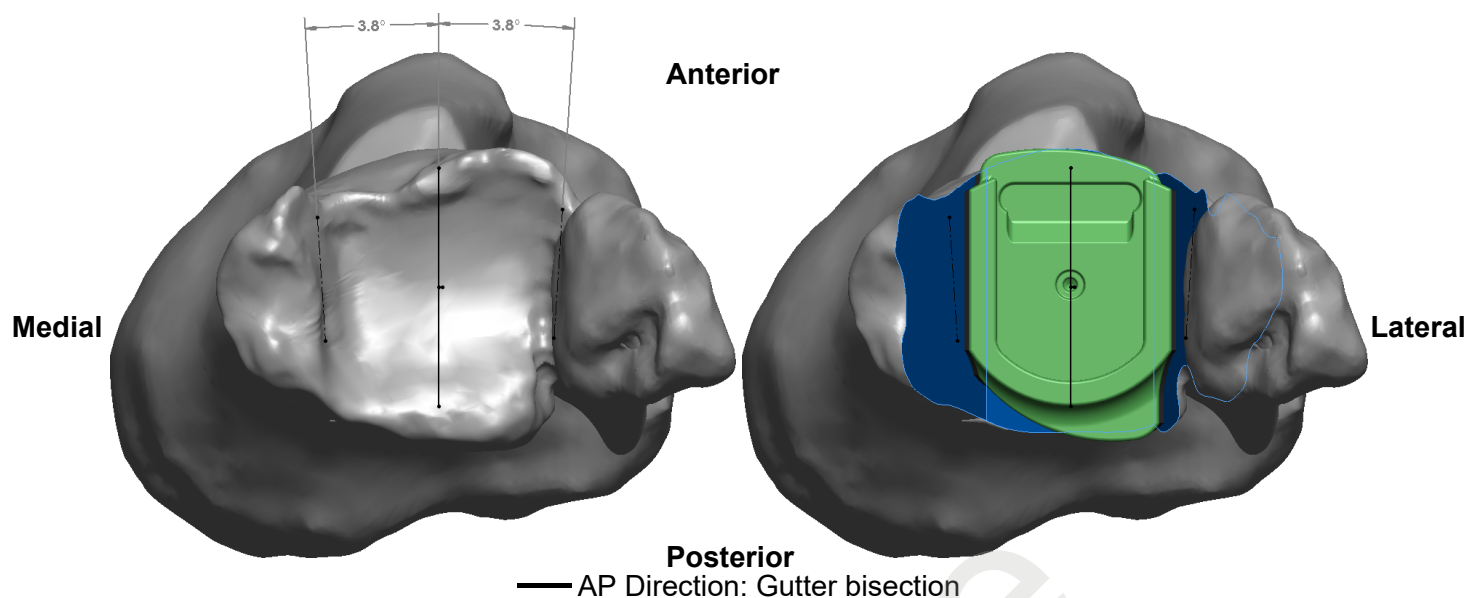 3.8° 3.8°
Anterior
Medial
Lateral
Posterior
AP Direction: Gutter bisection